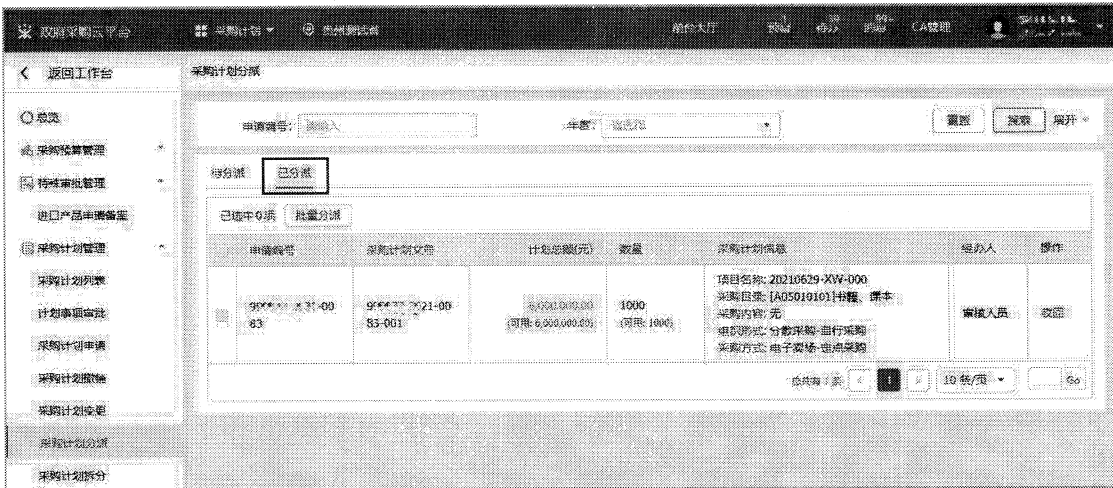 政府采购云平台
采购计划
贵州测试省
前台大厅
CA管理
返回工作台
采购计划分派
总览
申请编号：
请输入
年度：
请选择
重置
搜索
展开
采购预算管理
待分派
已分派
特殊审批管理
进口产品申请备案
已选中0项
批量分派
采购计划管理
申请编号
采购计划文号
计划总额(元)
数量
采购计划信息
经办人
操作
采购计划列表
计划事项审批
采购计划申请
采购计划撤销
采购计划变更
采购计划分派
采购计划拆分
2021-00
83
83-001
6,000,000.00
(可用: 6,000,000.00)
1000
(可用: 1000)
项目名称: 20210629-XW-000
采购目录: [A05010101]书籍、课本
采购内容: 无
组织形式: 分散采购-自行采购
采购方式: 电子卖场-定点采购
审核人员
收回
1
10 条/页
Go